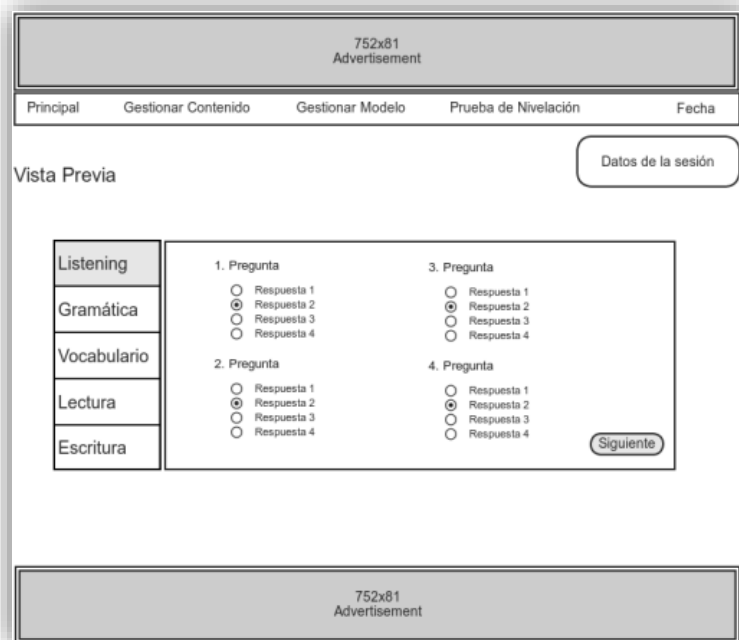 752x81
Advertisement
Principal Gestionar Contenido Gestionar Modelo Prueba de Nivelación Fecha
Datos de la sesión
Vista Previa
Listening
Gramática
Vocabulario
Lectura
Escritura
1. Pregunta
Respuesta 1
Respuesta 2
Respuesta 3
Respuesta 4
2. Pregunta
Respuesta 1
Respuesta 2
Respuesta 3
Respuesta 4
3. Pregunta
Respuesta 1
Respuesta 2
Respuesta 3
Respuesta 4
4. Pregunta
Respuesta 1
Respuesta 2
Respuesta 3
Respuesta 4
Siguiente
752x81
Advertisement